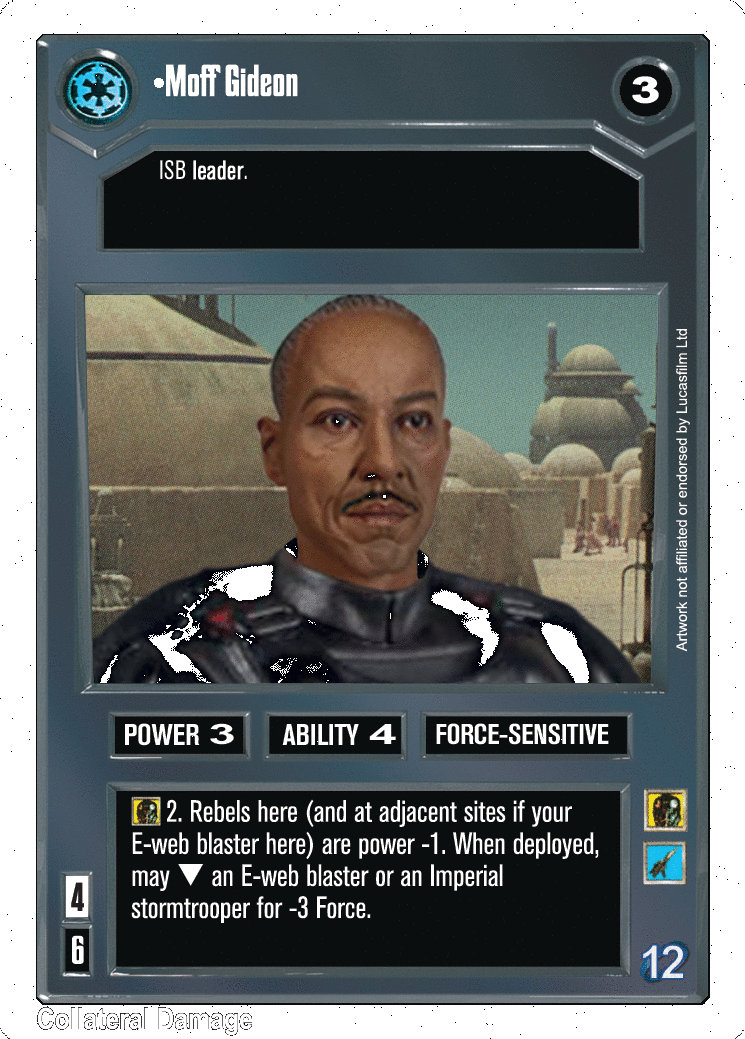 •Moff Gideon
3
ISB leader.
Artwork not affiliated or endorsed by Lucasfilm Ltd
POWER 3
ABILITY 4
FORCE-SENSITIVE
2. Rebels here (and at adjacent sites if your
E-web blaster here) are power -1. When deployed,
may ▼ an E-web blaster or an Imperial
stormtrooper for -3 Force.
4
6
12
Collateral Damage